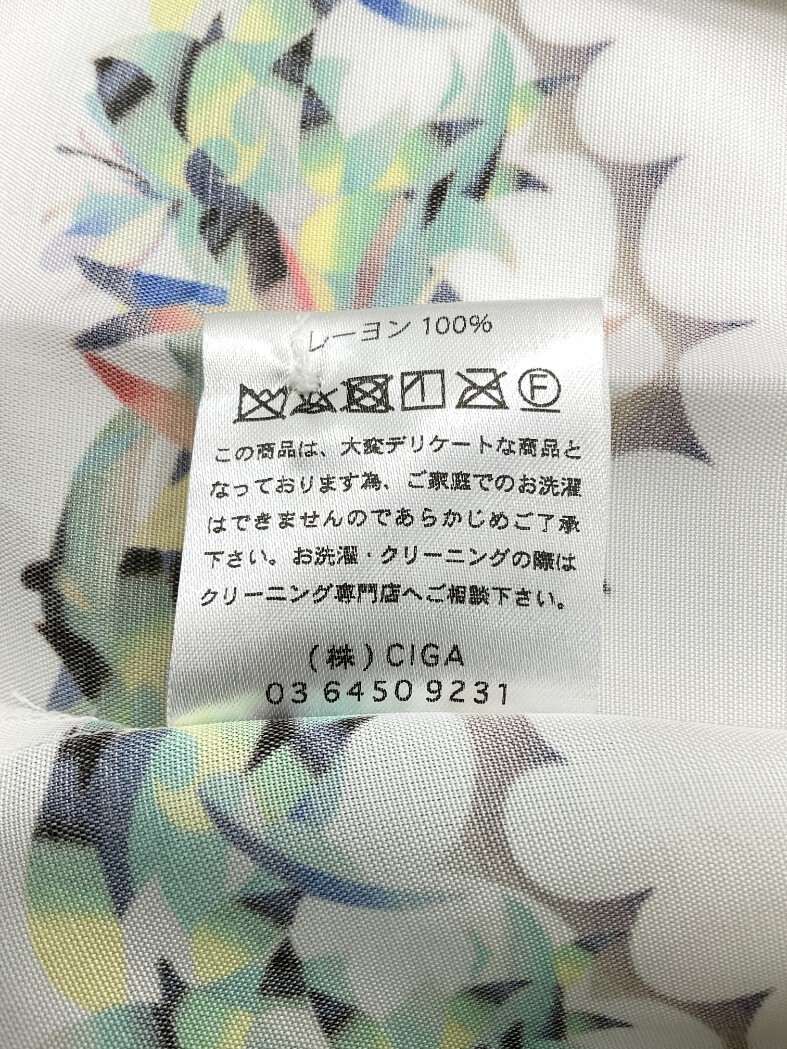 レーヨン 100%
F
この商品は、大変デリケートな商品と
なっております為、ご家庭でのお洗濯
はできませんのであらかじめご了承
下さい。お洗濯・クリーニングの際は
クリーニング専門店へご相談下さい。
(株)CIGA
03 6450 9231